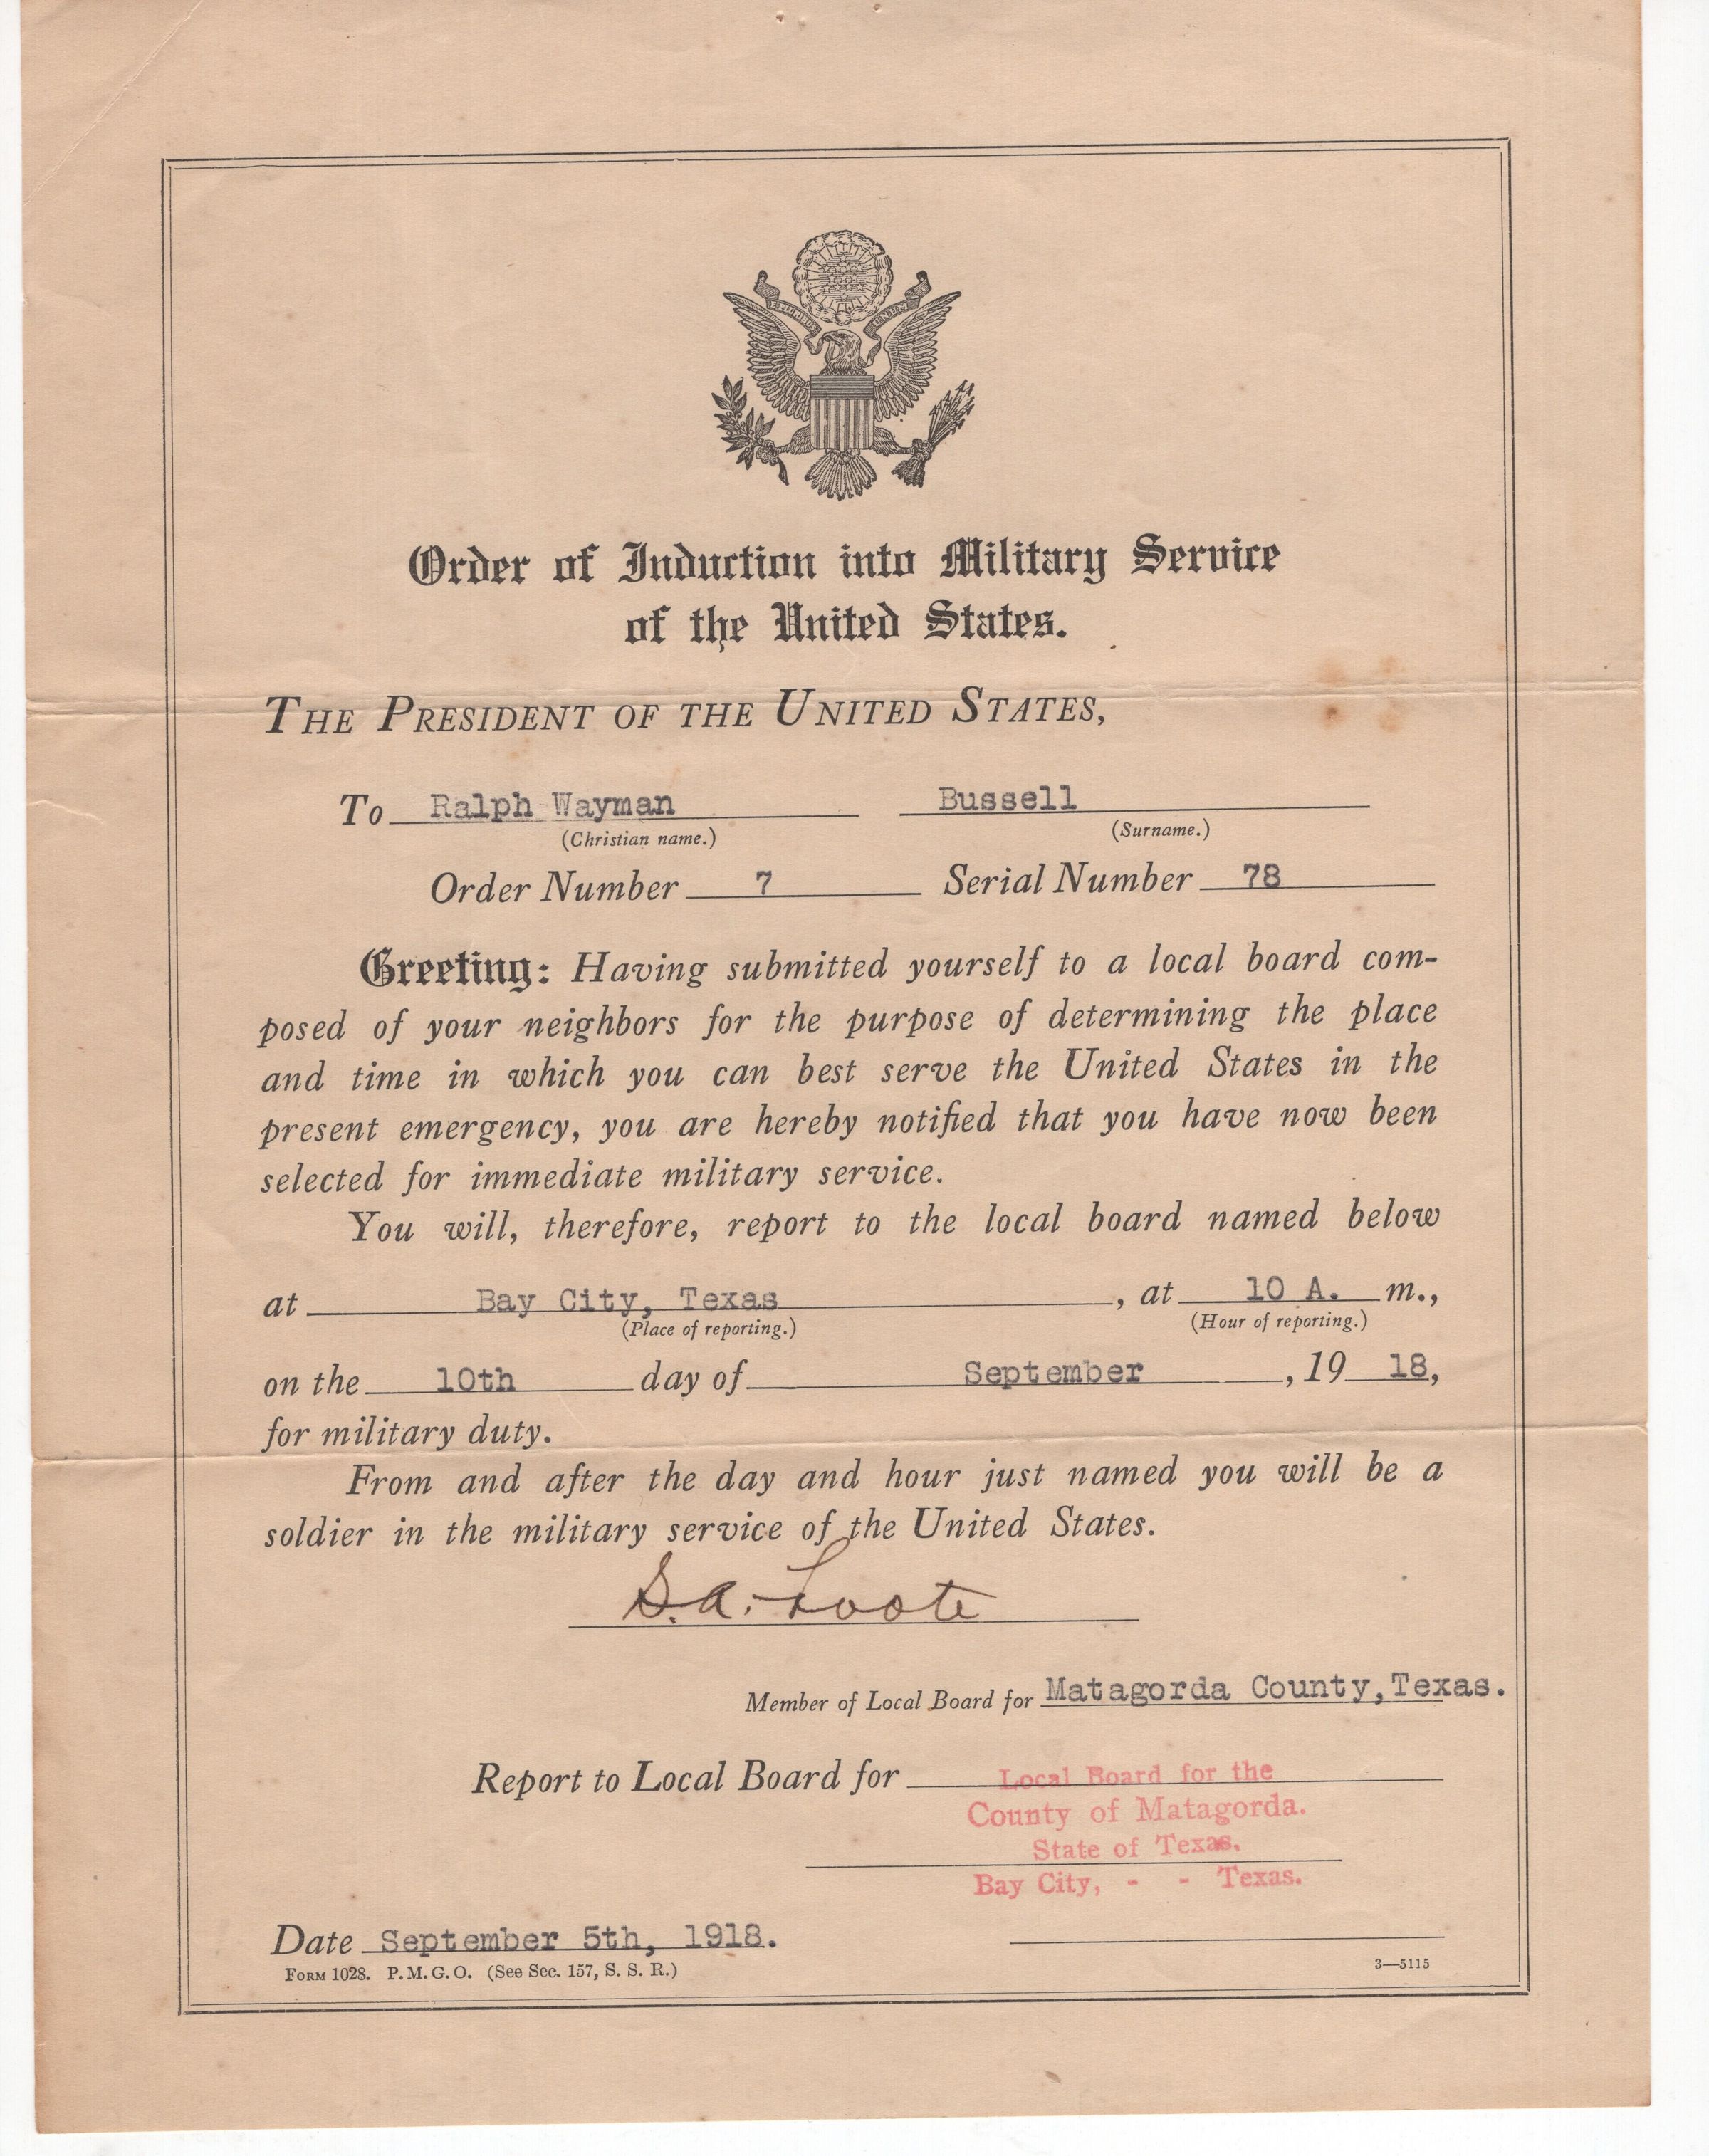 Order of Induction into Military Service
of the United States.
THE PRESIDENT OF THE UNITED STATES,
To Ralph Wayman Bussell
(Christian name.) (Surname.)
Order Number 7 Serial Number 78
Greeting: Having submitted yourself to a local board com-
posed of your neighbors for the purpose of determining the place
and time in which you can best serve the United States in the
present emergency, you are hereby notified that you have now been
selected for immediate military service.
You will, therefore, report to the local board named below
at Bay City, Texas, at 10 A. m.,
(Place of reporting.) (Hour of reporting.)
on the 10th day of September, 19 18,
for military duty.
From and after the day and hour just named you will be a
soldier in the military service of the United States.
S. A. Foote
Member of Local Board for Matagorda County, Texas.
Report to Local Board for Local Board for the
County of Matagorda.
State of Texas.
Bay City, - - Texas.
Date September 5th, 1918.
FORM 1028. P. M. G. O. (See Sec. 157, S. S. R.) 3—5115